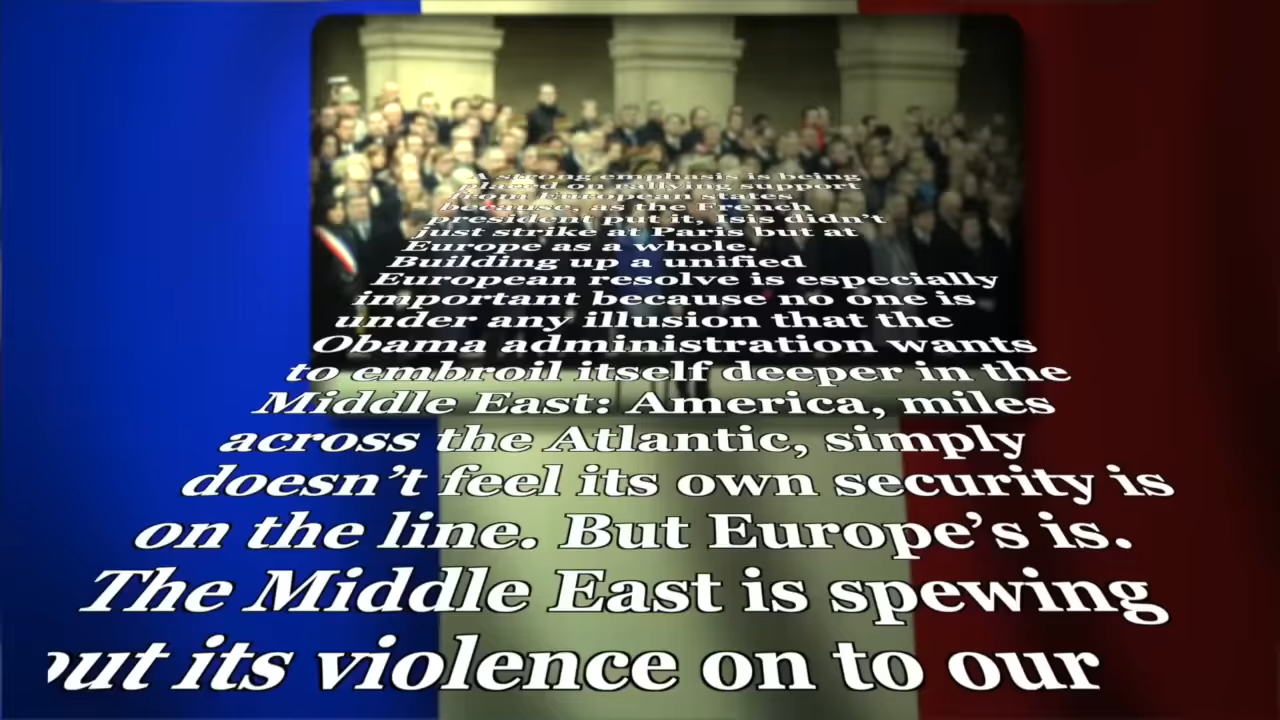 A strong emphasis is being
placed on rallying support
from European states
because, as the French
president put it, Isis didn't
just strike at Paris but at
Europe as a whole.
Building up a unified
European resolve is especially
important because no one is
under any illusion that the
Obama administration wants
to embroil itself deeper in the
Middle East: America, miles
across the Atlantic, simply
doesn't feel its own security is
on the line. But Europe's is.
The Middle East is spewing
out its violence on to our